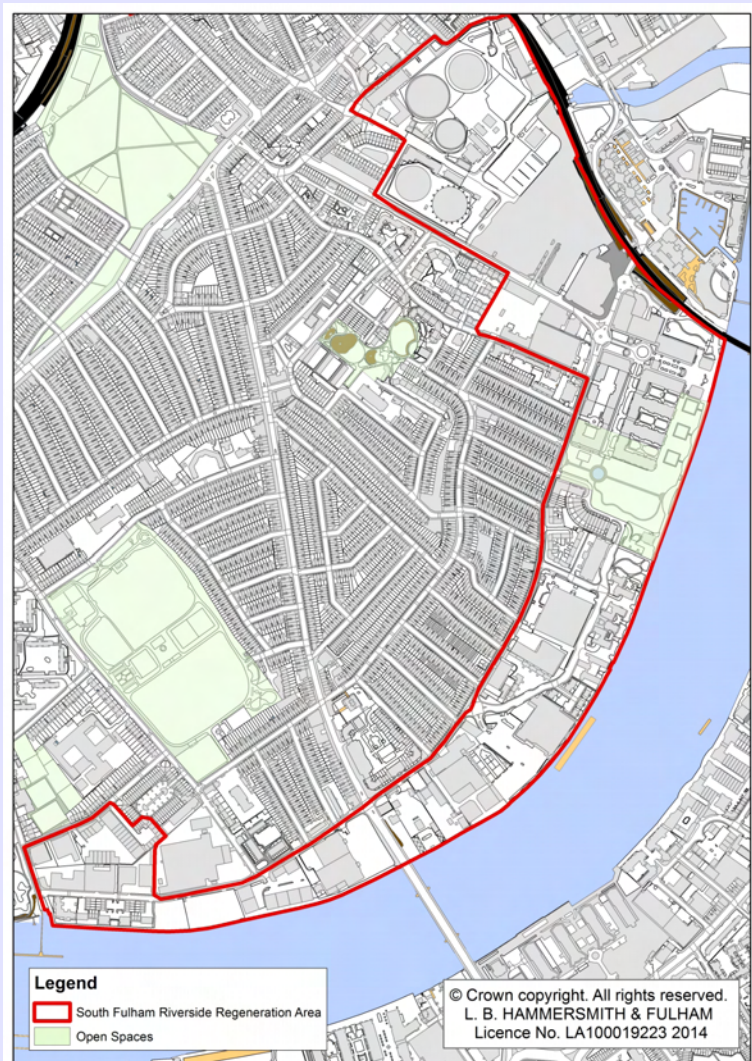 Legend
South Fulham Riverside Regeneration Area
Open Spaces
© Crown copyright. All rights reserved.
L. B. HAMMERSMITH & FULHAM
Licence No. LA100019223 2014